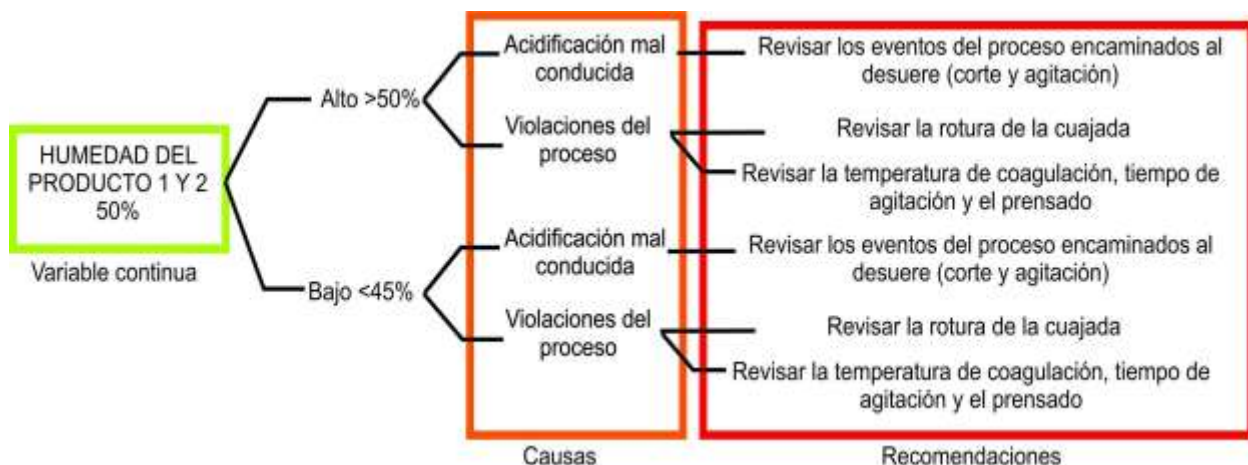 HUMEDAD DEL
PRODUCTO 1 Y 2
50%
Variable continua
Alto >50%
Bajo <45%
Acidificación mal
conducida
Violaciones del
proceso
Acidificación mal
conducida
Violaciones del
proceso
Causas
Revisar los eventos del proceso encaminados al
desuere (corte y agitación)
Revisar la rotura de la cuajada
Revisar la temperatura de coagulación, tiempo de
agitación y el prensado
Revisar los eventos del proceso encaminados al
desuere (corte y agitación)
Revisar la rotura de la cuajada
Revisar la temperatura de coagulación, tiempo de
agitación y el prensado
Recomendaciones